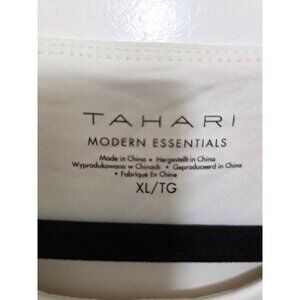 TAHARI
MODERN ESSENTIALS
Made in China • Hergestellt in China
Wyprodukowano w Chinach • Geproduceerd in China
• Fabriqué En Chine
XL/TG